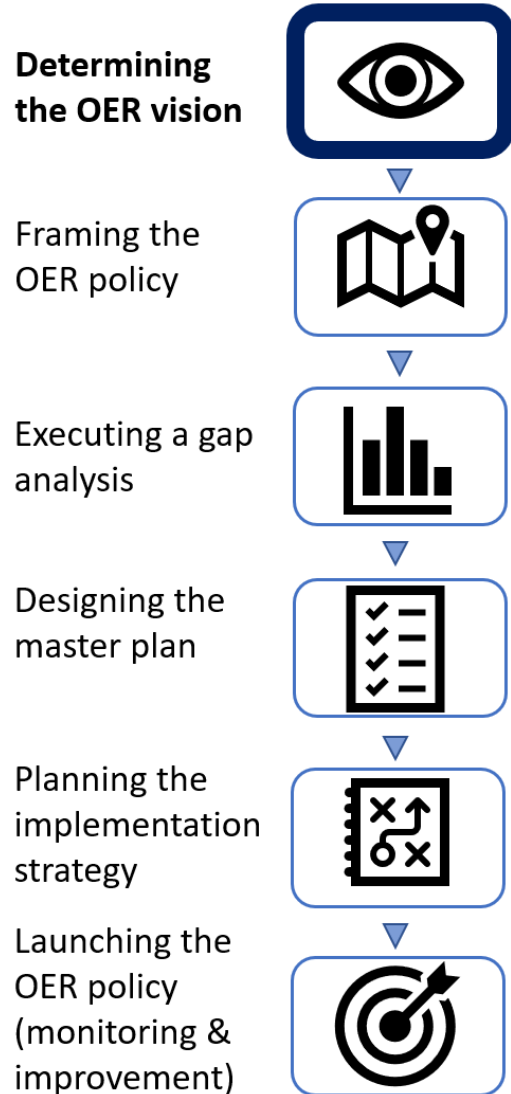 Determining
the OER vision
Framing the
OER policy
Executing a gap
analysis
Designing the
master plan
Planning the
implementation
strategy
Launching the
OER policy
(monitoring &
improvement)